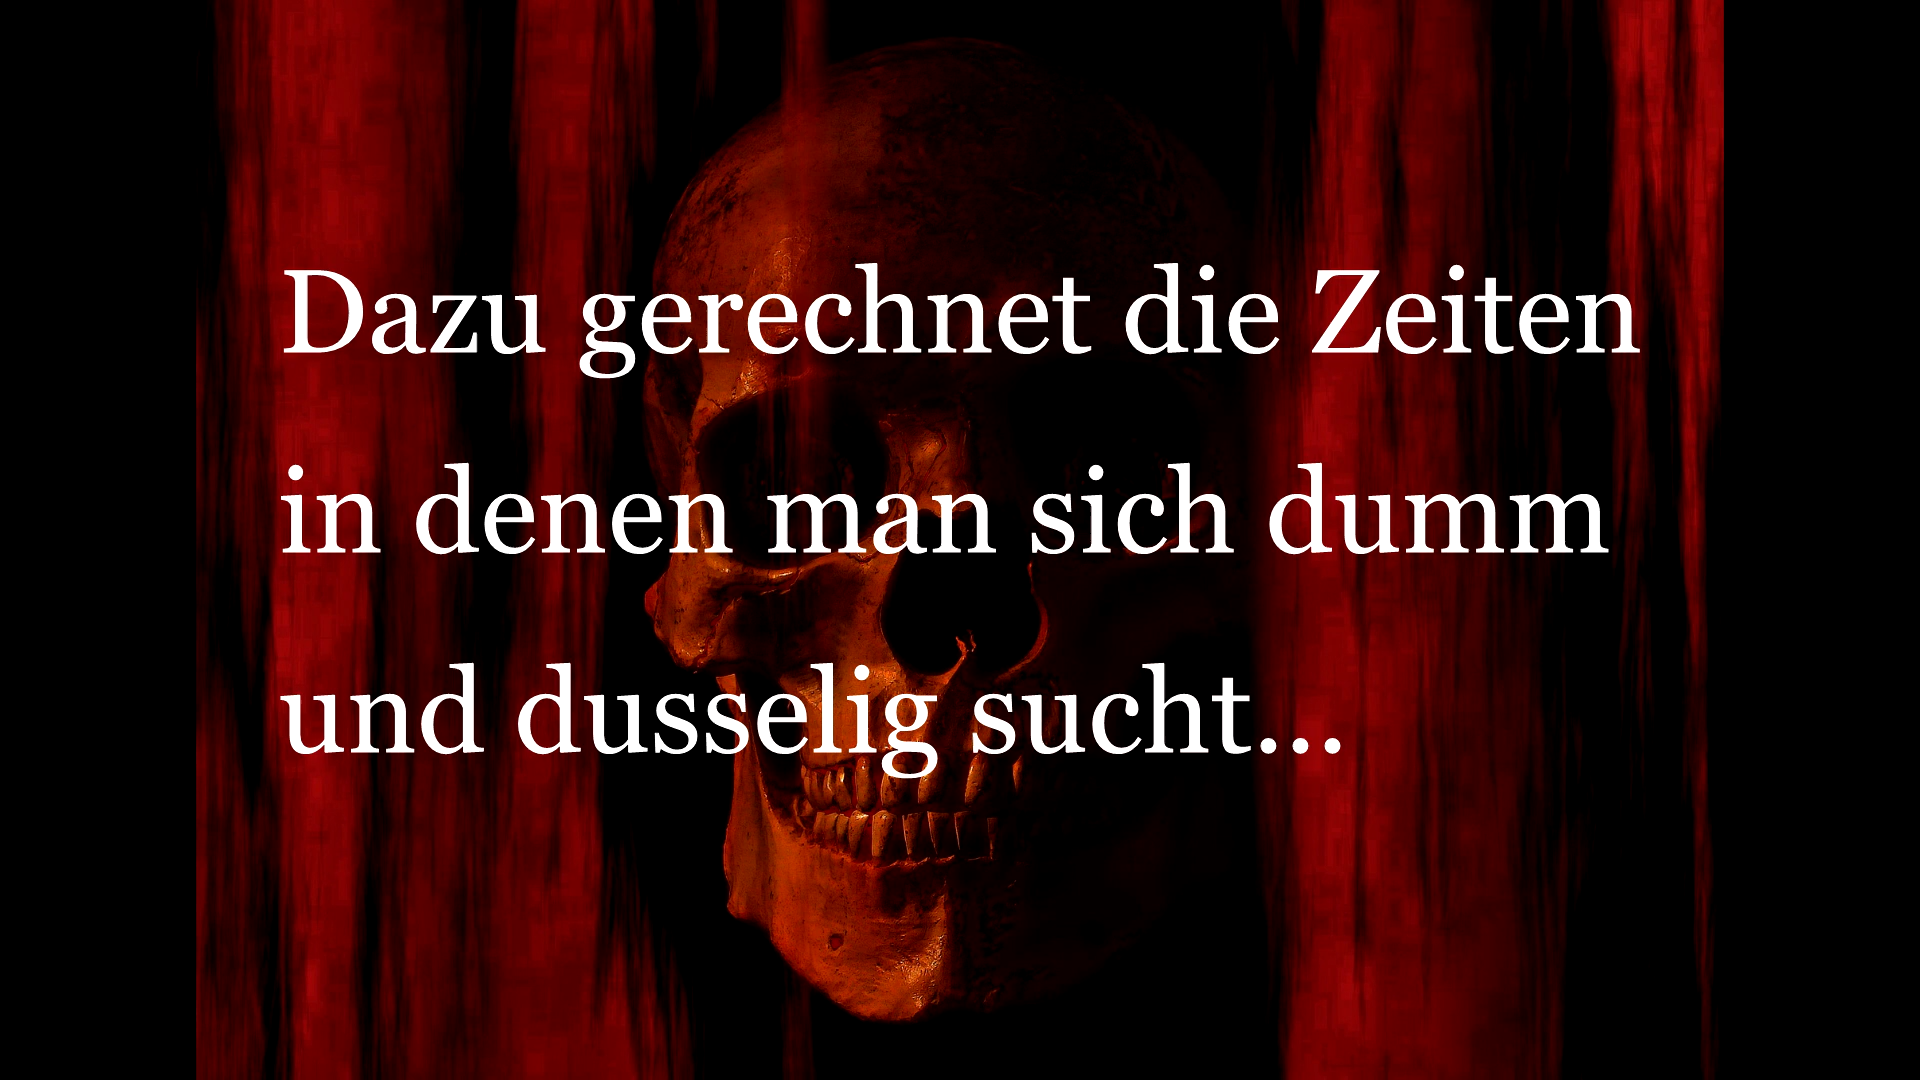 Dazu gerechnet die Zeiten
in denen man sich dumm
und dusselig sucht...